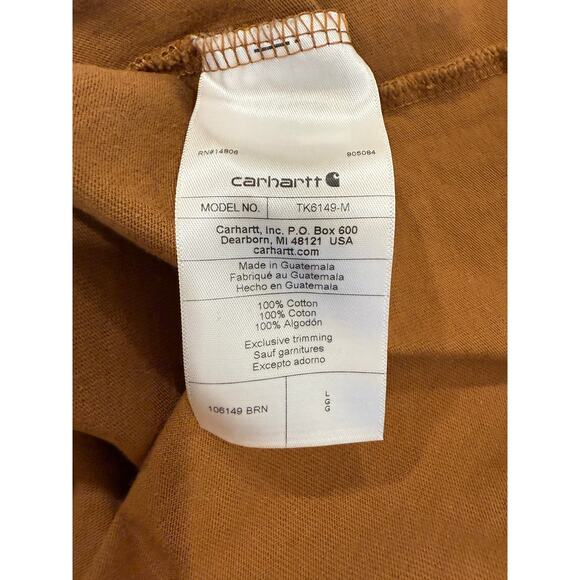 RN#14806 905084
carhartt
MODEL NO. TK6149-M
Carhartt, Inc. P.O. Box 600
Dearborn, MI 48121 USA
carhartt.com
Made in Guatemala
Fabriqué au Guatemala
Hecho en Guatemala
100% Cotton
100% Coton
100% Algodón
Exclusive trimming
Sauf garnitures
Excepto adorno
106149 BRN
L
G
G